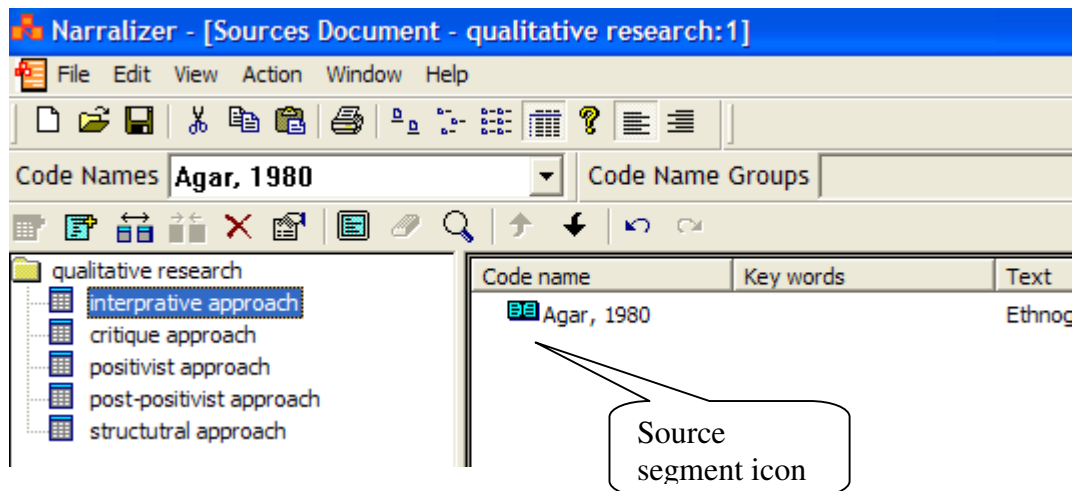 Narralizer - [Sources Document - qualitative research:1]
File Edit View Action Window Help
Code Names Agar, 1980 Code Name Groups
qualitative research
interprative approach
critique approach
positivist approach
post-positivist approach
structutral approach
Code name Key words Text
Agar, 1980 Ethnog
Source
segment icon